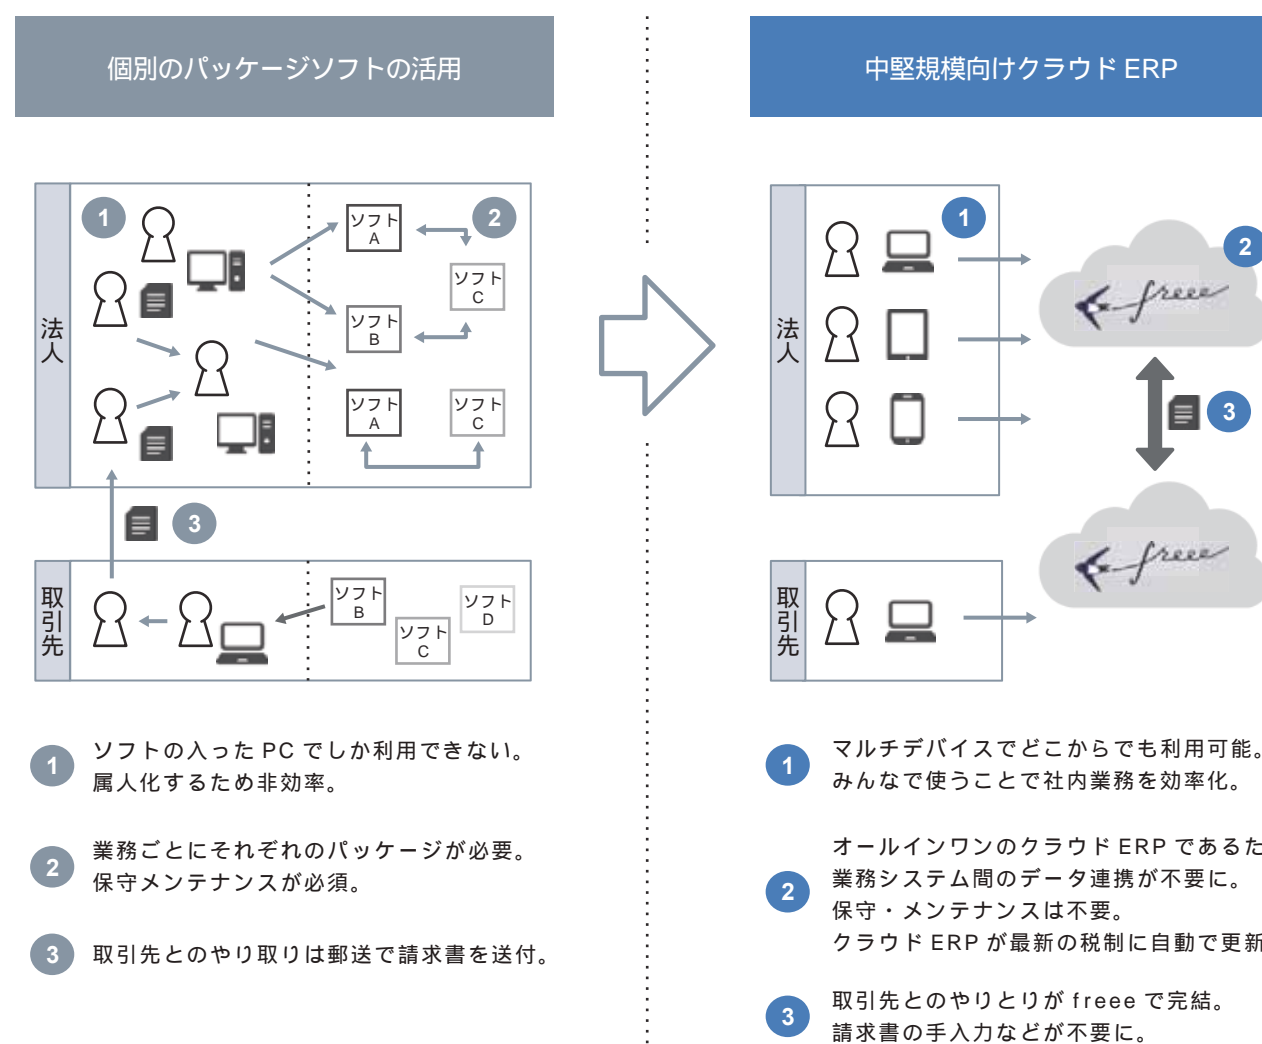 個別のパッケージソフトの活用
法人
1
2
ソフト
A
ソフト
C
ソフト
B
ソフト
A
ソフト
C
3
取引先
ソフト
B
ソフト
C
ソフト
D
1 ソフトの入った PC でしか利用できない。
属人化するため非効率。
2 業務ごとにそれぞれのパッケージが必要。
保守メンテナンスが必須。
3 取引先とのやり取りは郵送で請求書を送付。
中堅規模向けクラウド ERP
法人
1
2
freee
3
freee
取引先
1 マルチデバイスでどこからでも利用可能。
みんなで使うことで社内業務を効率化。
2 オールインワンのクラウド ERP であるた
業務システム間のデータ連携が不要に。
保守・メンテナンスは不要。
クラウド ERP が最新の税制に自動で更新
3 取引先とのやりとりが freee で完結。
請求書の手入力などが不要に。